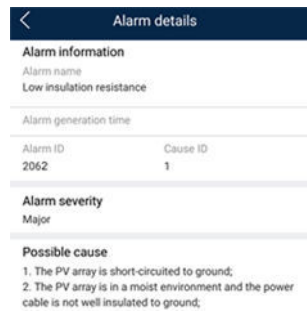 Alarm details
Alarm information
Alarm name
Low insulation resistance
Alarm generation time
Alarm ID Cause ID
2062 1
Alarm severity
Major
Possible cause
1. The PV array is short-circuited to ground;
2. The PV array is in a moist environment and the power
cable is not well insulated to ground;